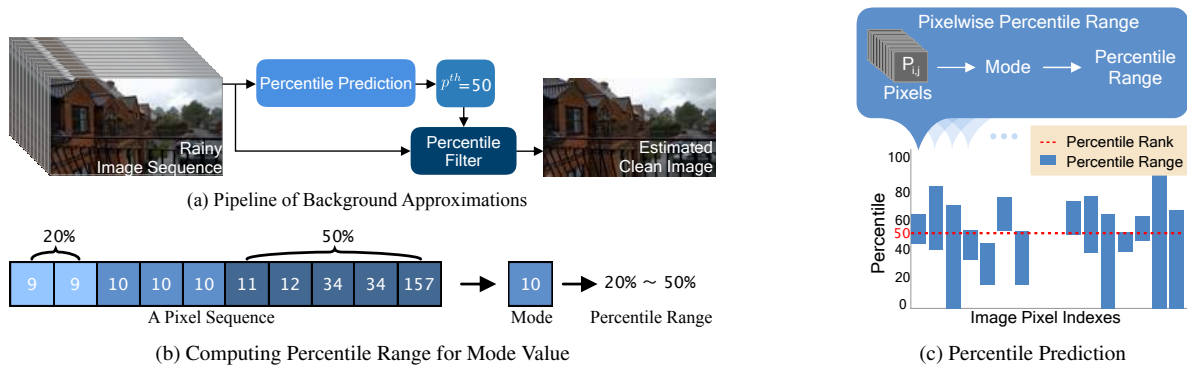 Rainy
Image Sequence
Percentile Prediction
p^th=50
Percentile
Filter
Estimated
Clean Image
(a) Pipeline of Background Approximations
20%
50%
9 9 10 10 10 11 12 34 34 157
10
20% ~ 50%
A Pixel Sequence
Mode
Percentile Range
(b) Computing Percentile Range for Mode Value
Pixelwise Percentile Range
P_i,j
Pixels
Mode
Percentile
Range
Percentile Rank
Percentile Range
Percentile
100
80
60
50
40
20
0
Image Pixel Indexes
(c) Percentile Prediction